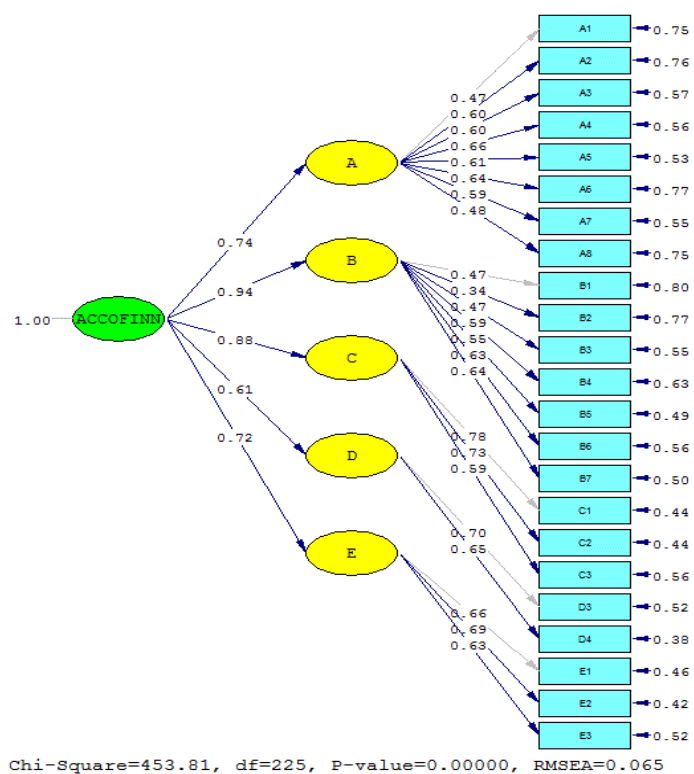 A1 0.75
A2 0.76
0.47 A3 0.57
0.60
0.60 A4 0.56
0.66
A 0.61 A5 0.53
0.64
0.59 A6 0.77
0.48 A7 0.55
0.74
A8 0.75
B 0.47 B1 0.80
0.94 0.34
0.47 B2 0.77
1.00 ACCOFINN 0.59
0.88 0.55 B3 0.55
C 0.63
0.64 B4 0.63
0.61 B5 0.49
0.72 0.78 B6 0.56
D 0.73
0.59 B7 0.50
C1 0.44
0.70 C2 0.44
E 0.65
C3 0.56
0.66 D3 0.52
0.69
0.63 D4 0.38
E1 0.46
E2 0.42
E3 0.52
Chi-Square=453.81, df=225, P-value=0.00000, RMSEA=0.065